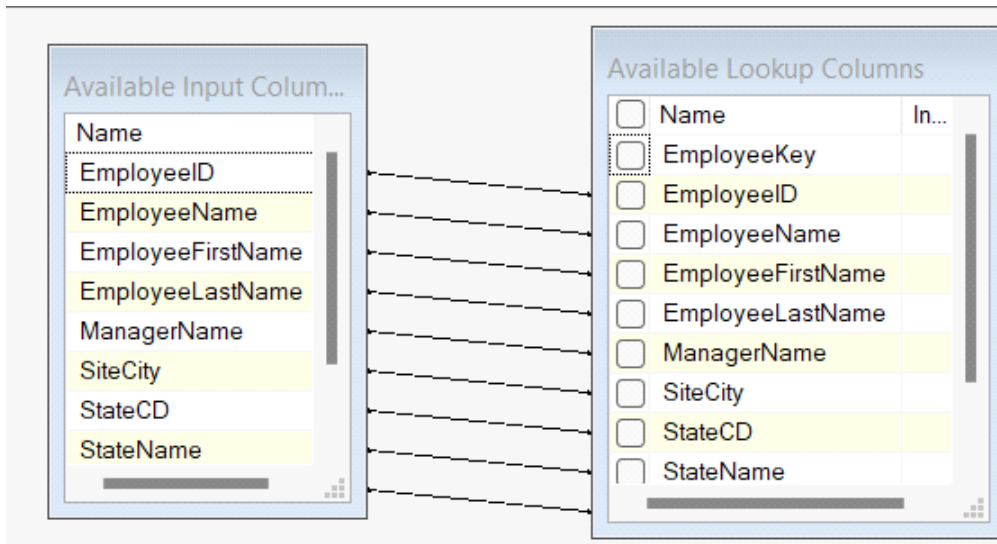 Available Input Colum...
Name
EmployeeID
EmployeeName
EmployeeFirstName
EmployeeLastName
ManagerName
SiteCity
StateCD
StateName
Available Lookup Columns
Name In...
EmployeeKey
EmployeeID
EmployeeName
EmployeeFirstName
EmployeeLastName
ManagerName
SiteCity
StateCD
StateName